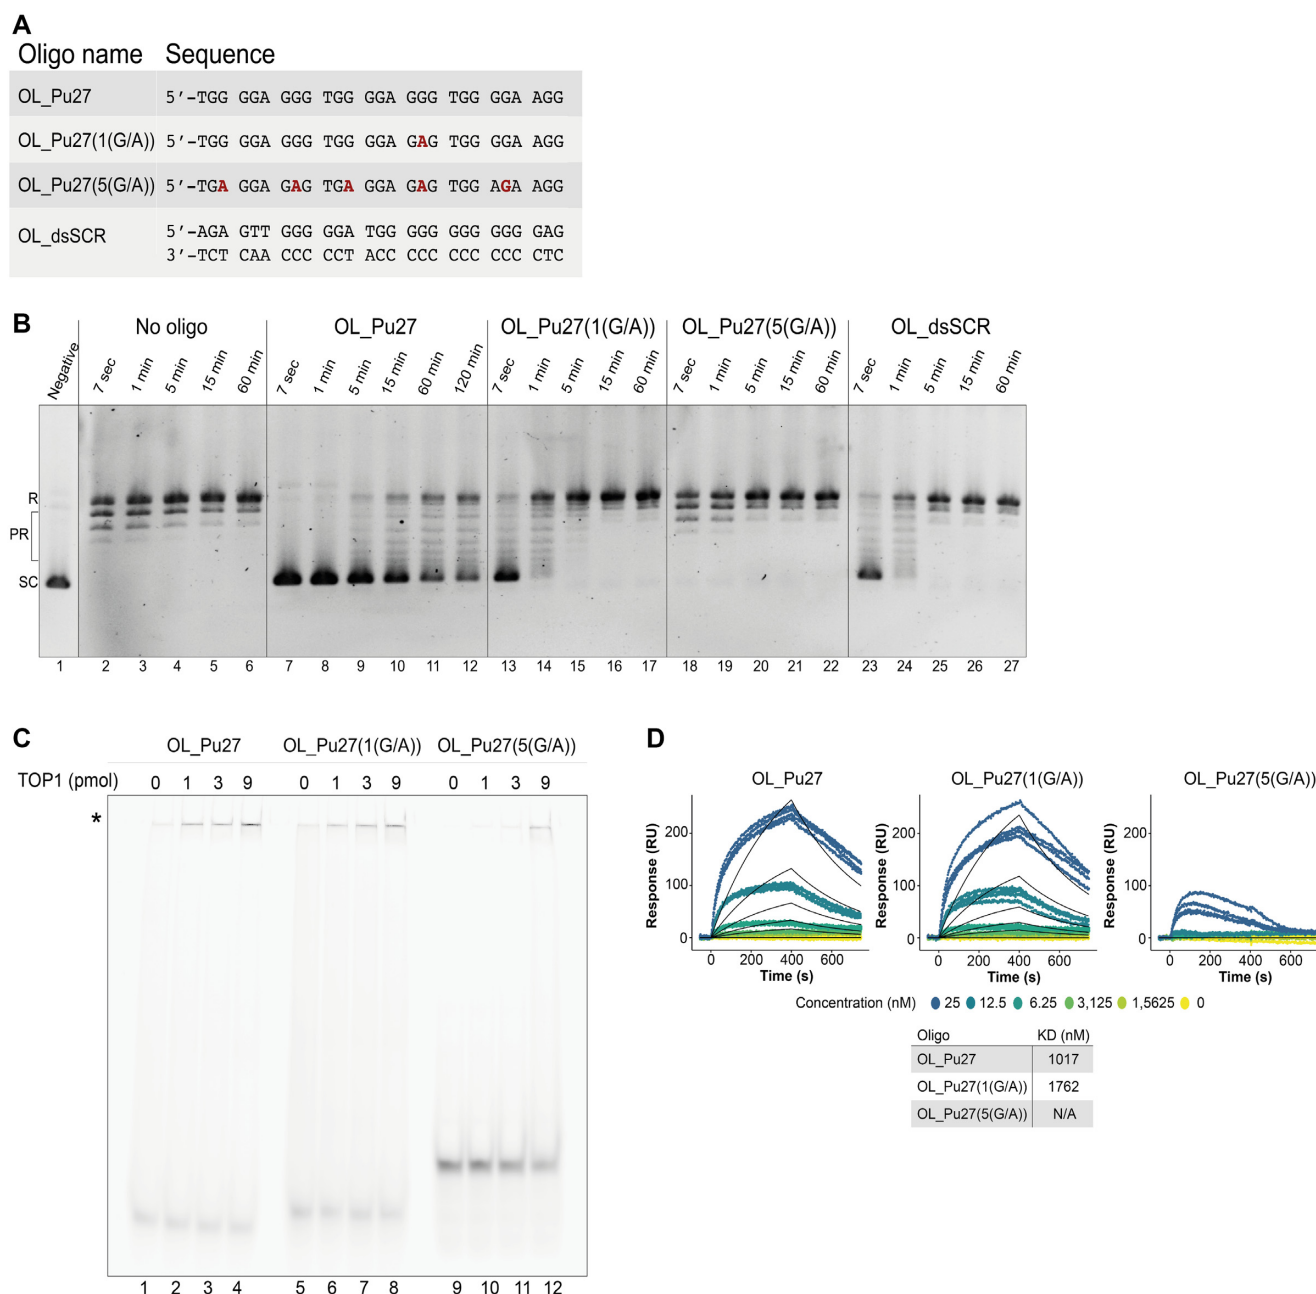 A
Oligo name Sequence
OL_Pu27 5′-TGG GGA GGG TGG GGA GGG TGG GGA AGG
OL_Pu27(1(G/A)) 5′-TGG GGA GGG TGG GGA GAG TGG GGA AGG
OL_Pu27(5(G/A)) 5′-TGA GGA GAG TGA GGA GAG TGG AGA AGG
OL_dsSCR
5′-AGA GTT GGG GGA TGG GGG GGG GGG GAG
3′-TCT CAA CCC CCT ACC CCC CCC CCC CTC
B
No oligo OL_Pu27 OL_Pu27(1(G/A)) OL_Pu27(5(G/A)) OL_dsSCR
Negative 7 sec 1 min 5 min 15 min 60 min 7 sec 1 min 5 min 15 min 60 min 120 min 7 sec 1 min 5 min 15 min 60 min 7 sec 1 min 5 min 15 min 60 min 7 sec 1 min 5 min 15 min 60 min
R
PR
SC
1 2 3 4 5 6 7 8 9 10 11 12 13 14 15 16 17 18 19 20 21 22 23 24 25 26 27
C
OL_Pu27 OL_Pu27(1(G/A)) OL_Pu27(5(G/A))
TOP1 (pmol) 0 1 3 9 0 1 3 9 0 1 3 9
*
1 2 3 4 5 6 7 8 9 10 11 12
D
OL_Pu27 OL_Pu27(1(G/A)) OL_Pu27(5(G/A))
Response (RU) Response (RU) Response (RU)
200 200 200
100 100 100
0 0 0
0 200 400 600 0 200 400 600 0 200 400 600
Time (s) Time (s) Time (s)
Concentration (nM) 25 12.5 6.25 3,125 1,5625 0
Oligo KD (nM)
OL_Pu27 1017
OL_Pu27(1(G/A)) 1762
OL_Pu27(5(G/A)) N/A